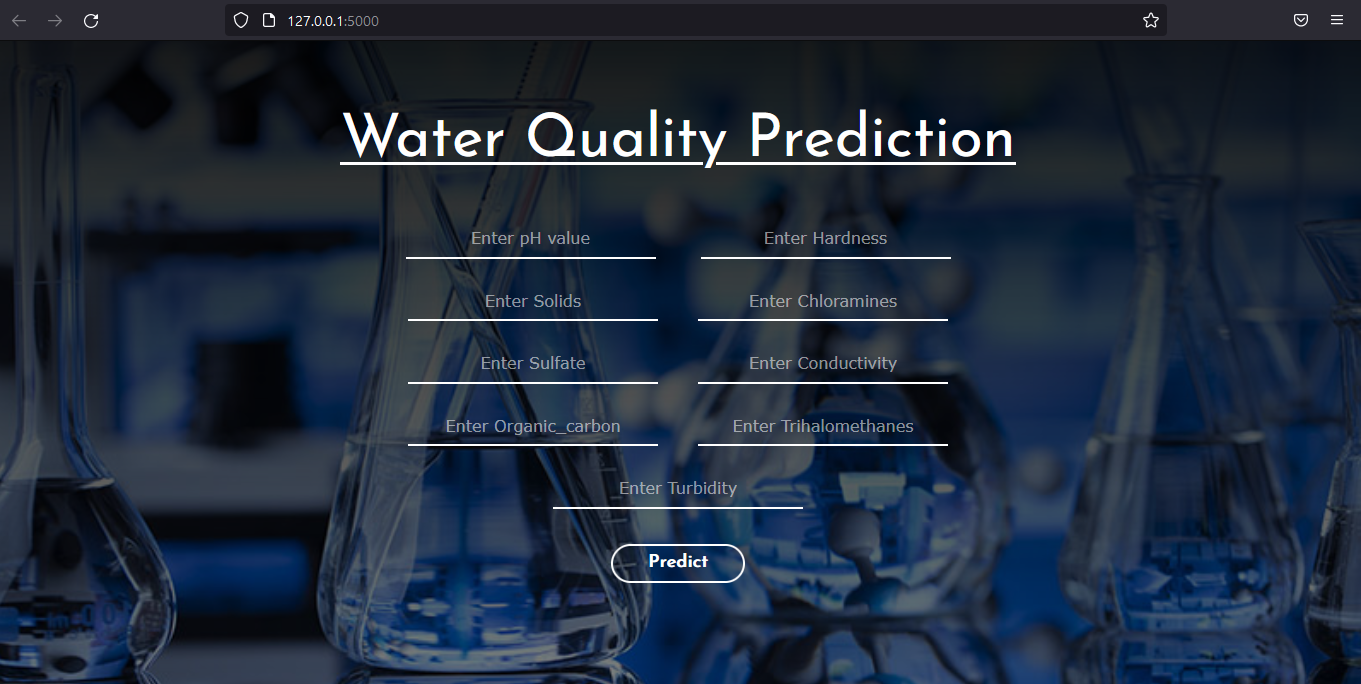 127.0.0.1:5000
Water Quality Prediction
Enter pH value
Enter Hardness
Enter Solids
Enter Chloramines
Enter Sulfate
Enter Conductivity
Enter Organic_carbon
Enter Trihalomethanes
Enter Turbidity
Predict